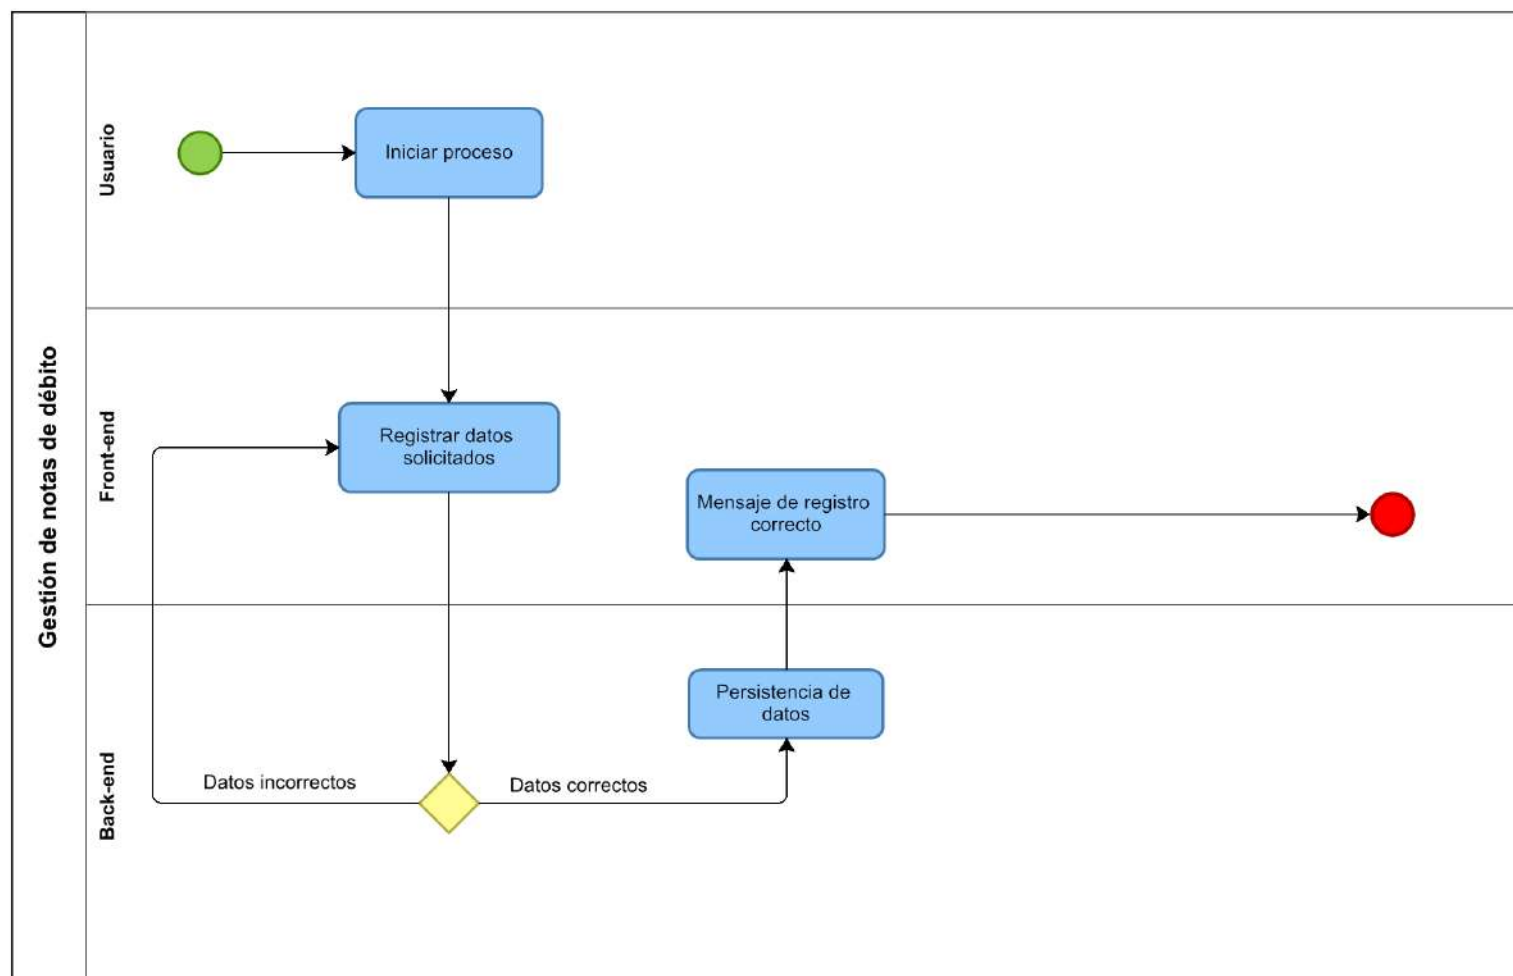 Gestión de notas de débito
Usuario
Iniciar proceso
Front-end
Registrar datos
solicitados
Mensaje de registro
correcto
Back-end
Persistencia de
datos
Datos incorrectos
Datos correctos